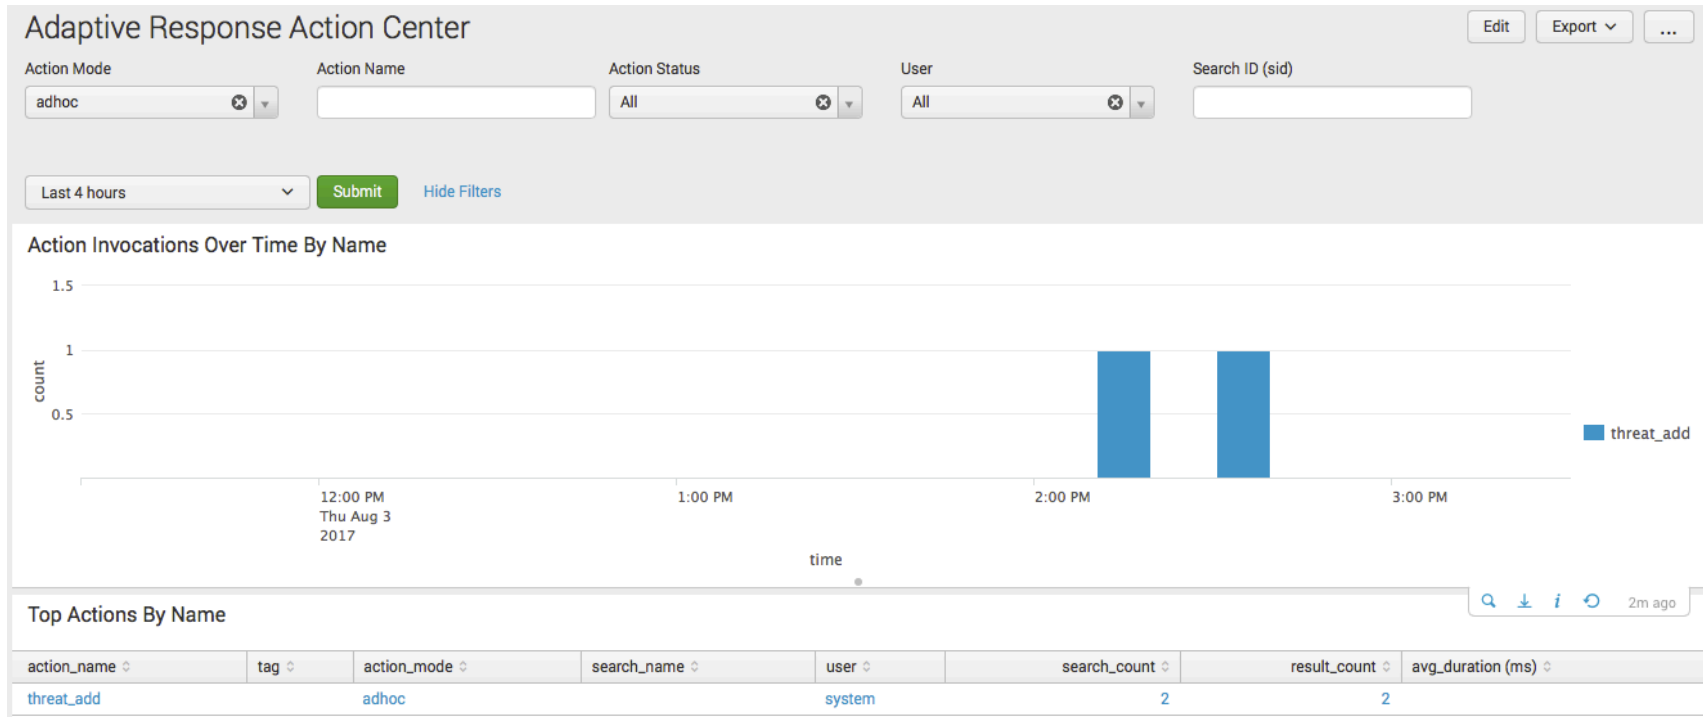 Adaptive Response Action Center
Edit Export ...
Action Mode Action Name Action Status User Search ID (sid)
adhoc All All
Last 4 hours Submit Hide Filters
Action Invocations Over Time By Name
1.5
1
count
0.5
threat_add
12:00 PM 1:00 PM 2:00 PM 3:00 PM
Thu Aug 3
2017
time
2m ago
Top Actions By Name
action_name tag action_mode search_name user search_count result_count avg_duration (ms)
threat_add adhoc system 2 2